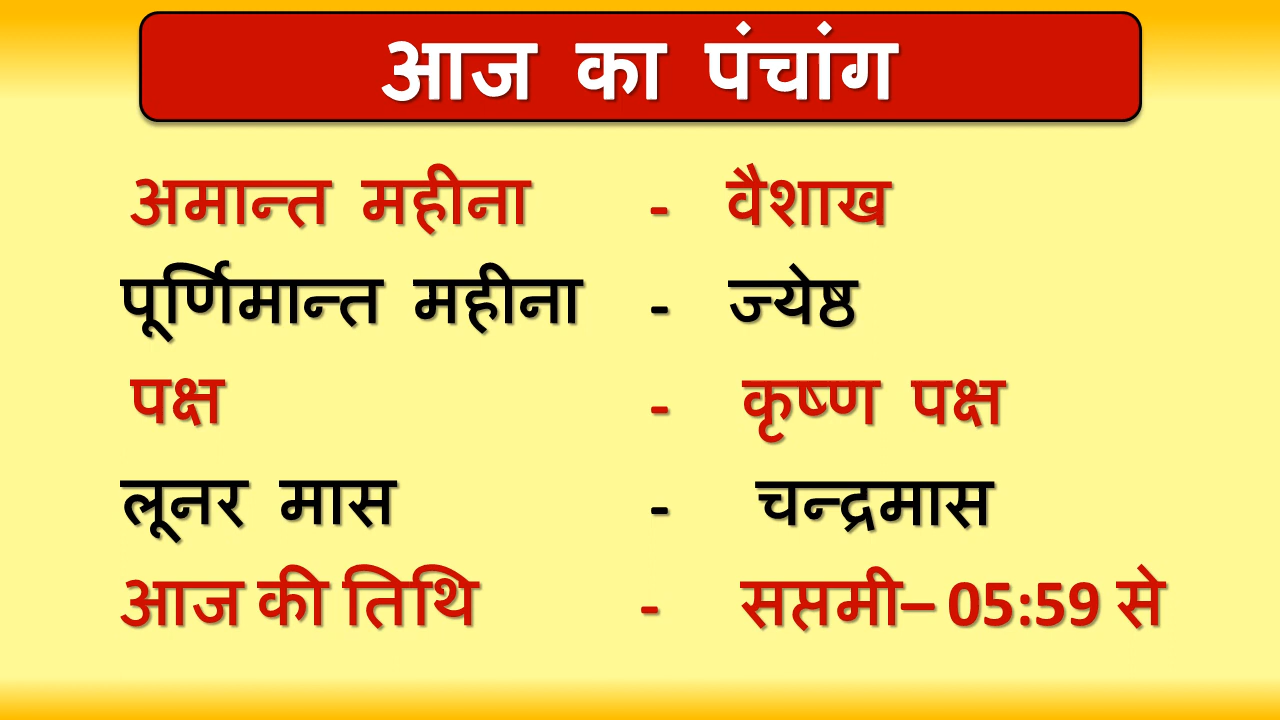 आज का पंचांग
अमान्त महीना - वैशाख
पूर्णिमान्त महीना - ज्येष्ठ
पक्ष - कृष्ण पक्ष
लूनर मास - चन्द्रमास
आज की तिथि - सप्तमी– 05:59 से